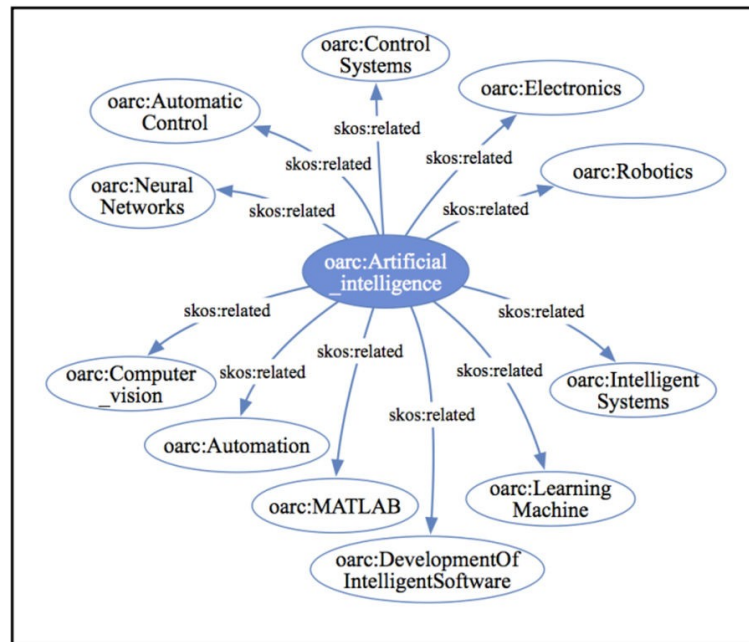 oarc:Control
Systems
oarc:Electronics
oarc:Automatic
Control
skos:related
skos:related
skos:related
oarc:Robotics
oarc:Neural
Networks
skos:related
skos:related
oarc:Artificial
_intelligence
skos:related
skos:related
skos:related
oarc:Computer
_vision
skos:related
skos:related
oarc:Intelligent
Systems
skos:related
oarc:Automation
oarc:MATLAB
oarc:Learning
Machine
oarc:DevelopmentOf
IntelligentSoftware